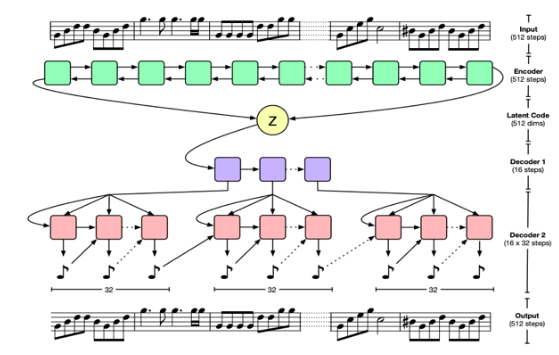 Input
(512 steps)
Encoder
(512 steps)
Latent Code
(512 dims)
z
Decoder 1
(16 steps)
Decoder 2
(16 x 32 steps)
32
32
32
Output
(512 steps)